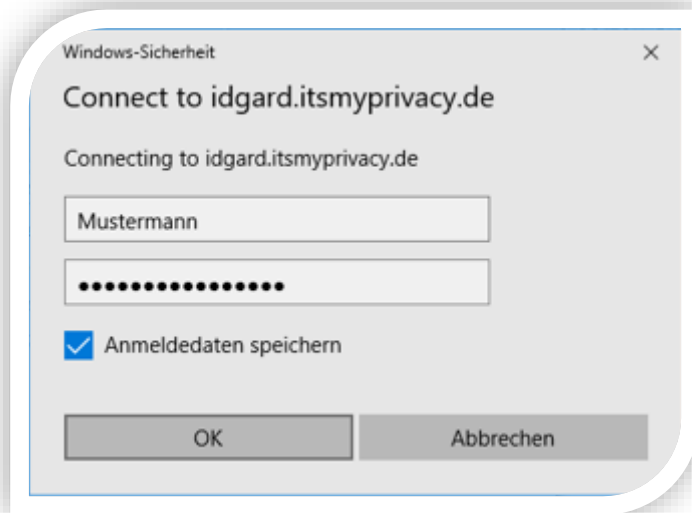 Windows-Sicherheit
Connect to idgard.itsmyprivacy.de
Connecting to idgard.itsmyprivacy.de
Mustermann
••••••••••••••••
Anmeldedaten speichern
OK
Abbrechen